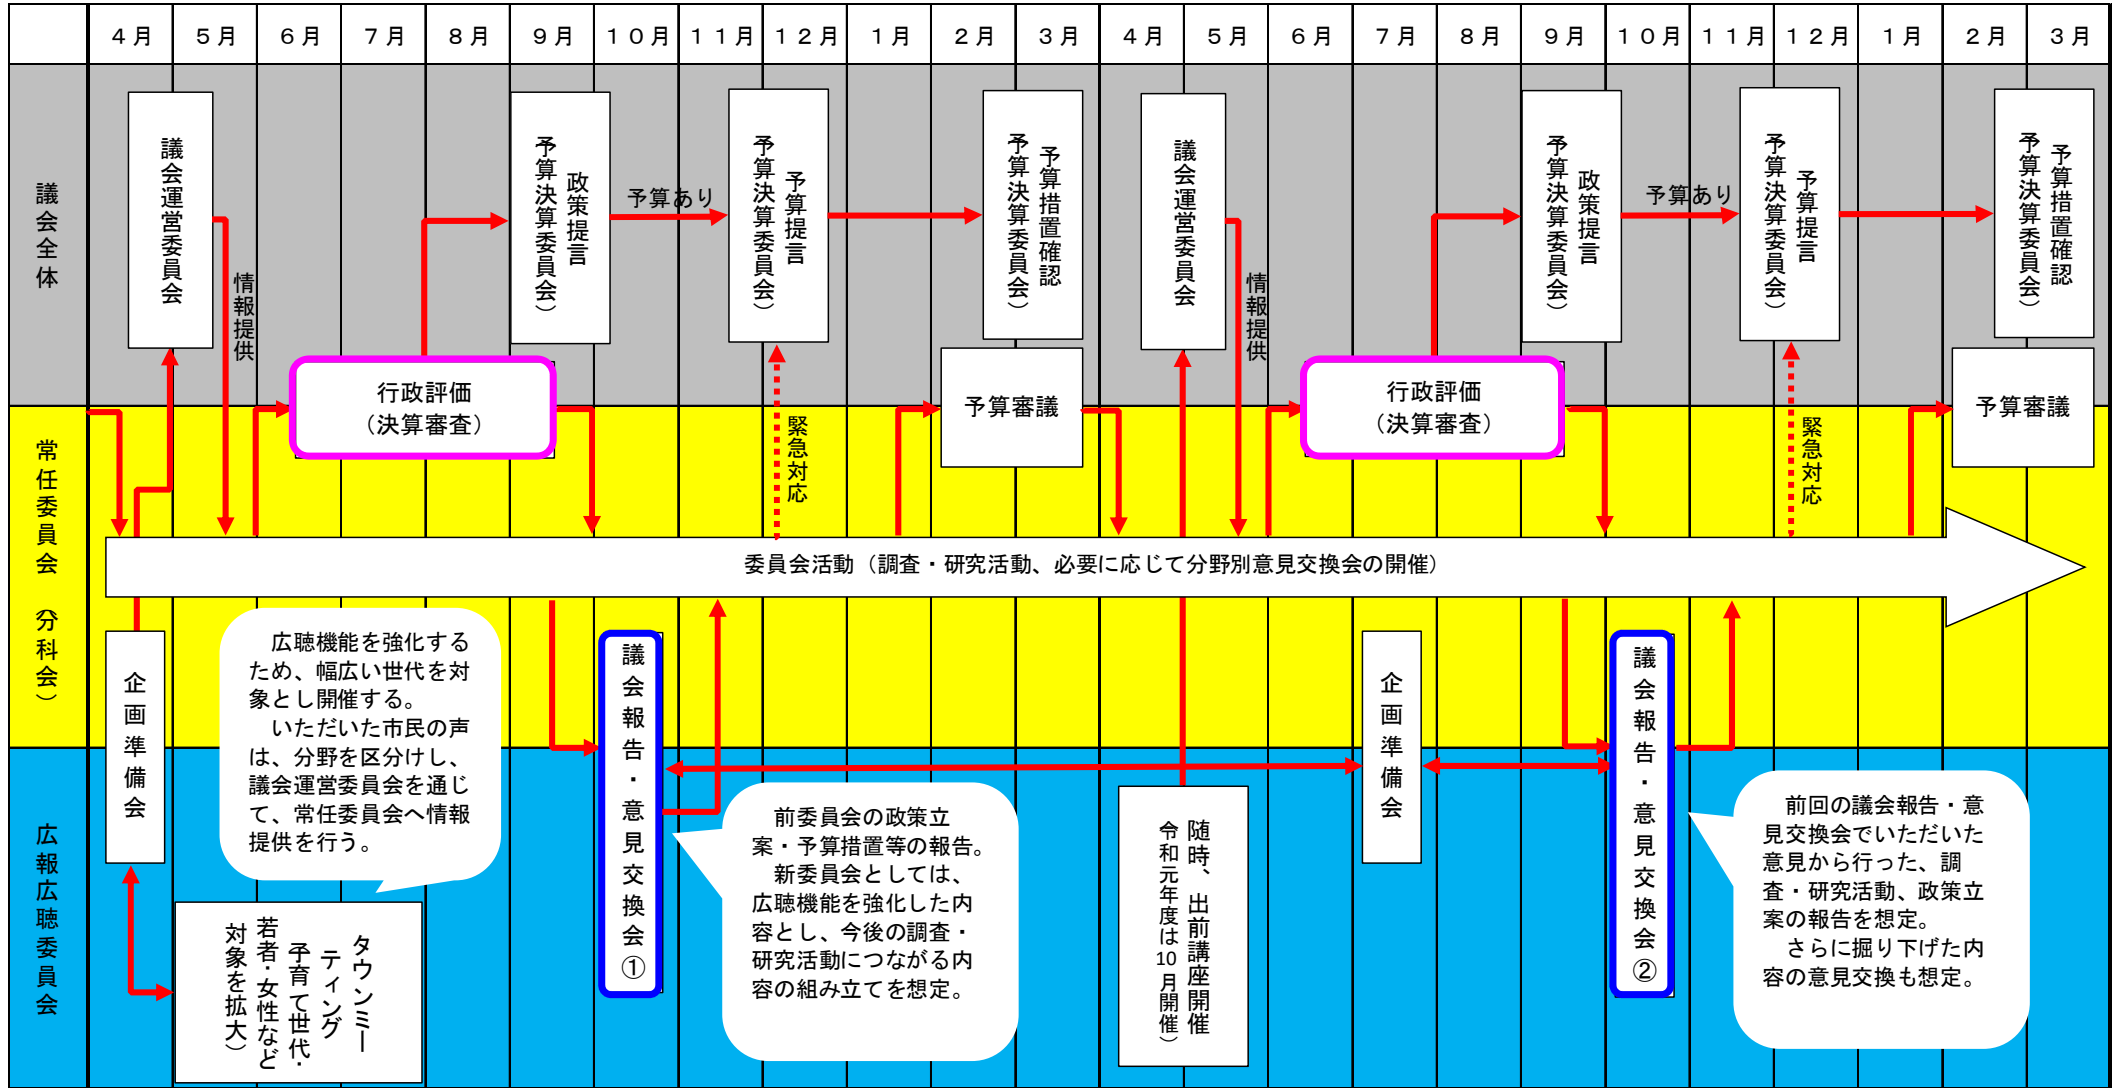 ４月 ５月 ６月 ７月 ８月 ９月 １０月 １１月 １２月 １月 ２月 ３月 ４月 ５月 ６月 ７月 ８月 ９月 １０月 １１月 １２月 １月 ２月 ３月
議会全体
議会運営委員会
情報提供
行政評価
（決算審査）
政策提言
予算決算委員会）
予算あり
予算提言
予算決算委員会）
緊急対応
予算措置確認
予算決算委員会）
予算審議
議会運営委員会
情報提供
行政評価
（決算審査）
政策提言
予算決算委員会）
予算あり
予算提言
予算決算委員会）
緊急対応
予算措置確認
予算決算委員会）
予算審議
常任委員会（分科会）
委員会活動（調査・研究活動、必要に応じて分野別意見交換会の開催）
広報広聴委員会
企画準備会
広聴機能を強化する
ため、幅広い世代を対
象とし開催する。
いただいた市民の声
は、分野を区分けし、
議会運営委員会を通じ
て、常任委員会へ情報
提供を行う。
タウンミー
ティング
子育て世代・
若者・女性など
対象を拡大）
議会報告・意見交換会①
前委員会の政策立
案・予算措置等の報告。
新委員会としては、
広聴機能を強化した内
容とし、今後の調査・
研究活動につながる内
容の組み立てを想定。
随時、出前講座開催
令和元年度は10月開催）
企画準備会
議会報告・意見交換会②
前回の議会報告・意
見交換会でいただいた
意見から行った、調
査・研究活動、政策立
案の報告を想定。
さらに掘り下げた内
容の意見交換も想定。